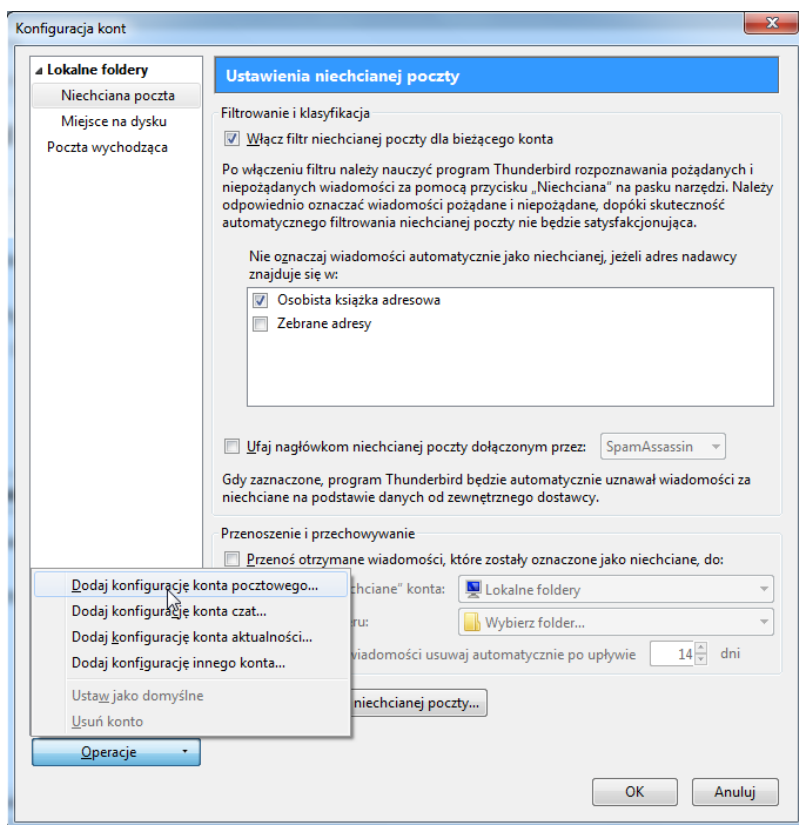 Konfiguracja kont
Lokalne foldery
Niechciana poczta
Miejsce na dysku
Poczta wychodząca
Ustawienia niechcianej poczty
Filtrowanie i klasyfikacja
Włącz filtr niechcianej poczty dla bieżącego konta
Po włączeniu filtru należy nauczyć program Thunderbird rozpoznawania pożądanych i
niepożądanych wiadomości za pomocą przycisku „Niechciana” na pasku narzędzi. Należy
odpowiednio oznaczać wiadomości pożądane i niepożądane, dopóki skuteczność
automatycznego filtrowania niechcianej poczty nie będzie satysfakcjonująca.
Nie oznaczaj wiadomości automatycznie jako niechcianej, jeżeli adres nadawcy
znajduje się w:
Osobista książka adresowa
Zebrane adresy
Ufaj nagłówkom niechcianej poczty dołączonym przez: SpamAssassin
Gdy zaznaczone, program Thunderbird będzie automatycznie uznawał wiadomości za
niechciane na podstawie danych od zewnętrznego dostawcy.
Przenoszenie i przechowywanie
Przenoś otrzymane wiadomości, które zostały oznaczone jako niechciane, do:
chciane” konta: Lokalne foldery
ru: Wybierz folder...
wiadomości usuwaj automatycznie po upływie 14 dni
niechcianej poczty...
Dodaj konfigurację konta pocztowego...
Dodaj konfigurację konta czat...
Dodaj konfigurację konta aktualności...
Dodaj konfigurację innego konta...
Ustaw jako domyślne
Usuń konto
Operacje
OK Anuluj